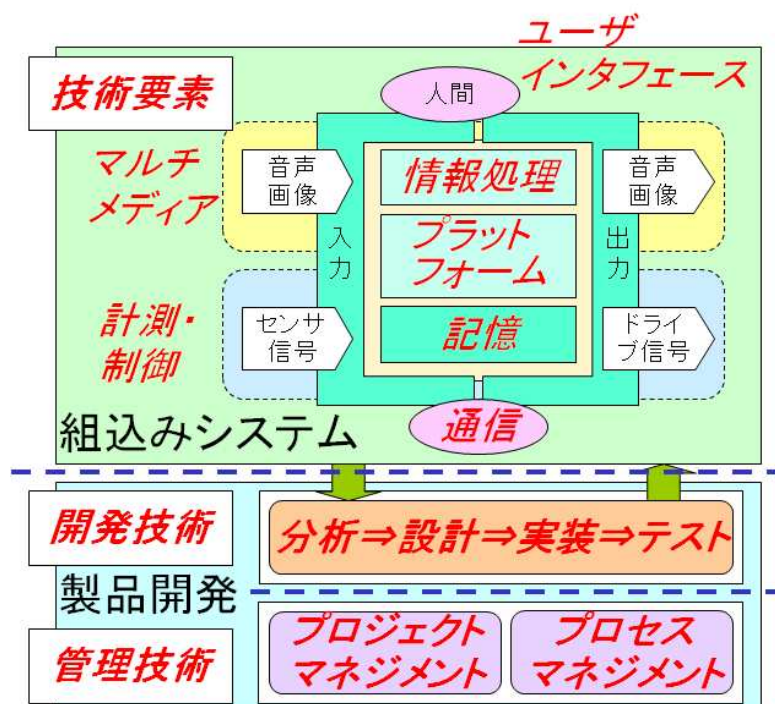 ユーザ
インタフェース
技術要素
人間
マルチ
メディア
音声
画像
入力
情報処理
プラット
フォーム
記憶
出力
音声
画像
計測・
制御
センサ
信号
ドライ
ブ信号
通信
組込みシステム
開発技術
分析⇒設計⇒実装⇒テスト
製品開発
管理技術
プロジェクト
マネジメント
プロセス
マネジメント